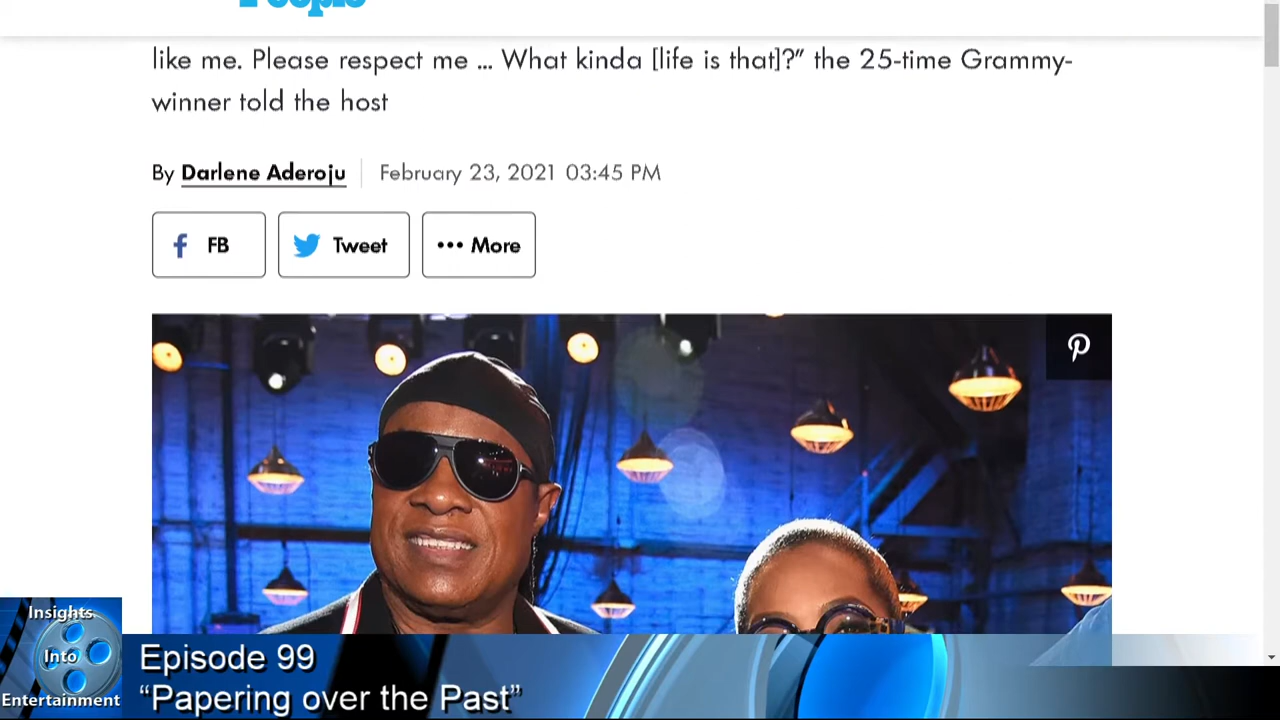 People
like me. Please respect me ... What kinda [life is that]?” the 25-time Grammy-
winner told the host
By Darlene Aderoju February 23, 2021 03:45 PM
FB
Tweet
••• More
Insights
Into
Entertainment
Episode 99
“Papering over the Past”